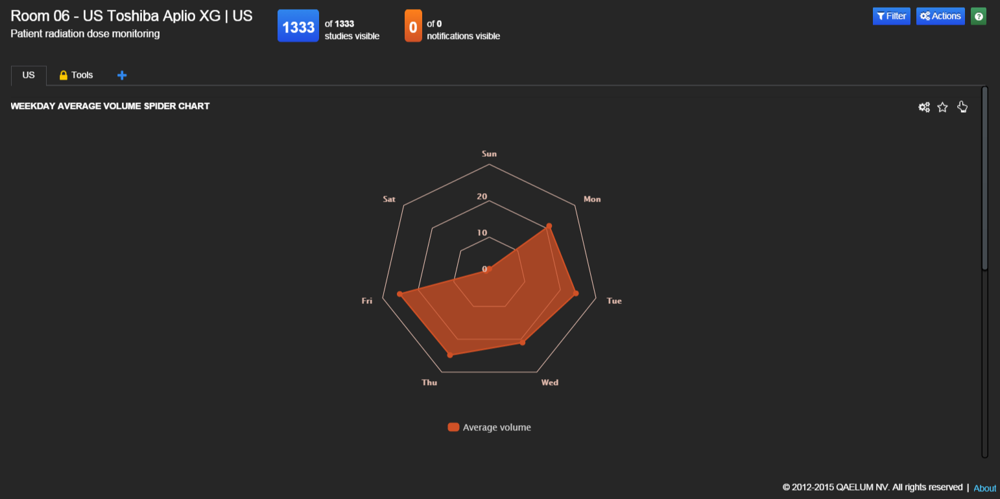 Room 06 - US Toshiba Aplio XG | US
Patient radiation dose monitoring
1333
of 1333
studies visible
0
of 0
notifications visible
Filter
Actions
?
US
Tools
WEEKDAY AVERAGE VOLUME SPIDER CHART
Sun
Sat
Mon
20
10
0
Fri
Tue
Thu
Wed
Average volume
© 2012-2015 QAELUM NV. All rights reserved | About